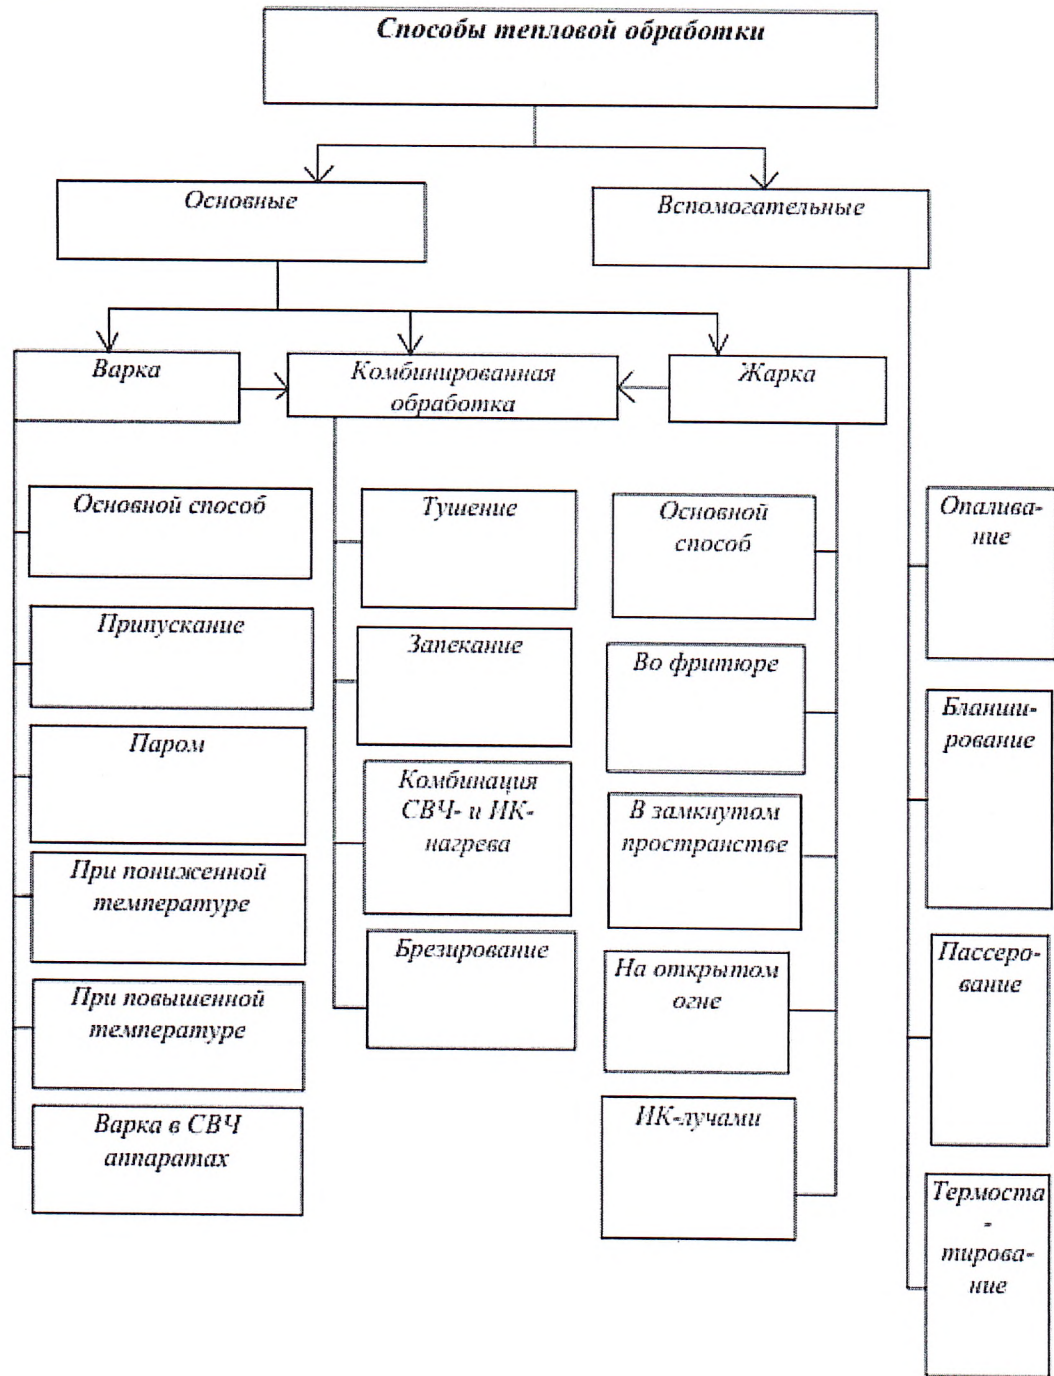 Способы тепловой обработки
Основные
Вспомогательные
Варка
Комбинированная
обработка
Жарка
Основной способ
Припускание
Паром
При пониженной
температуре
При повышенной
температуре
Варка в СВЧ
аппаратах
Тушение
Запекание
Комбинация
СВЧ- и ИК-
нагрева
Брезирование
Основной
способ
Во фритюре
В замкнутом
пространстве
На открытом
огне
ИК-лучами
Опалива-
ние
Бланши-
рование
Пассеро-
вание
Термоста
-
тирова-
ние